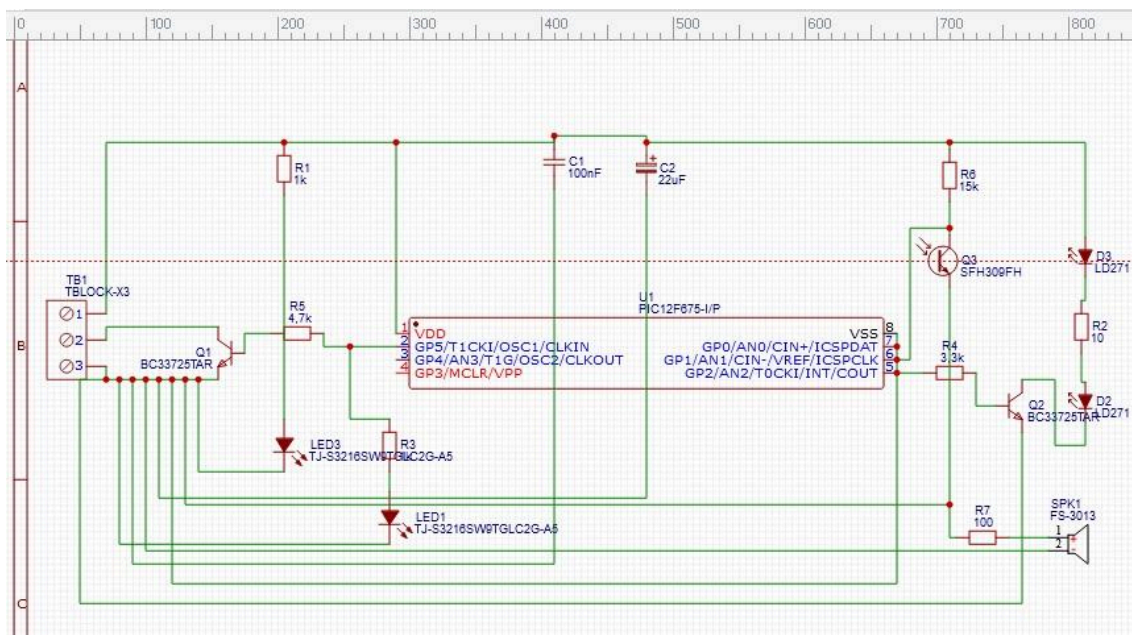 0 100 200 300 400 500 600 700 800
A
R1
1k
C1
100nF
+
C2
22uF
R6
15k
Q3
SFH309FH
D3
LD271
TB1
TBLOCK-X3
1
2
3
Q1
BC33725TAR
R5
4,7k
U1
PIC12F675-I/P
1 VDD
2 GP5/T1CKI/OSC1/CLKIN
3 GP4/AN3/T1G/OSC2/CLKOUT
4 GP3/MCLR/VPP
VSS 8
GP0/AN0/CIN+/ICSPDAT 7
GP1/AN1/CIN-/VREF/ICSPCLK 6
GP2/AN2/T0CKI/INT/COUT 5
R4
3.3k
R2
10
B
Q2
BC33725TAR
D2
LD271
LED3
TJ-S3216SW9TGLC2G-A5
R3
LED1
TJ-S3216SW9TGLC2G-A5
R7
100
SPK1
FS-3013
1 +
2 -
C